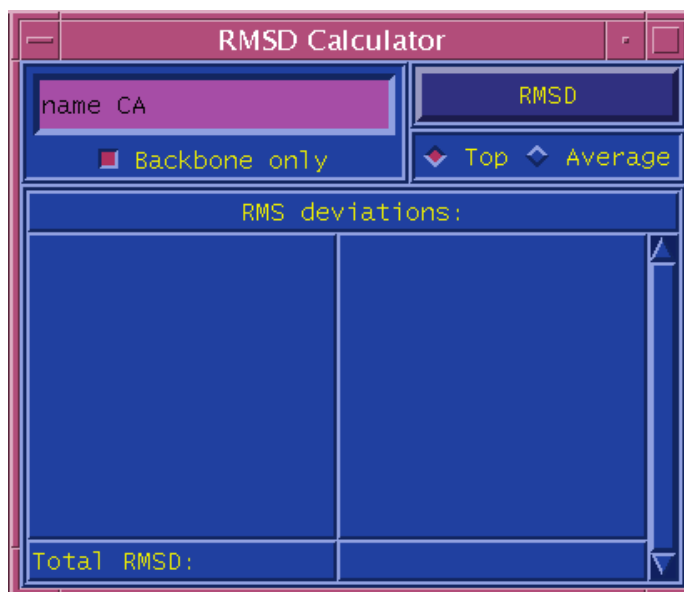 RMSD Calculator
name CA
RMSD
Backbone only
Top Average
RMS deviations:
Total RMSD: